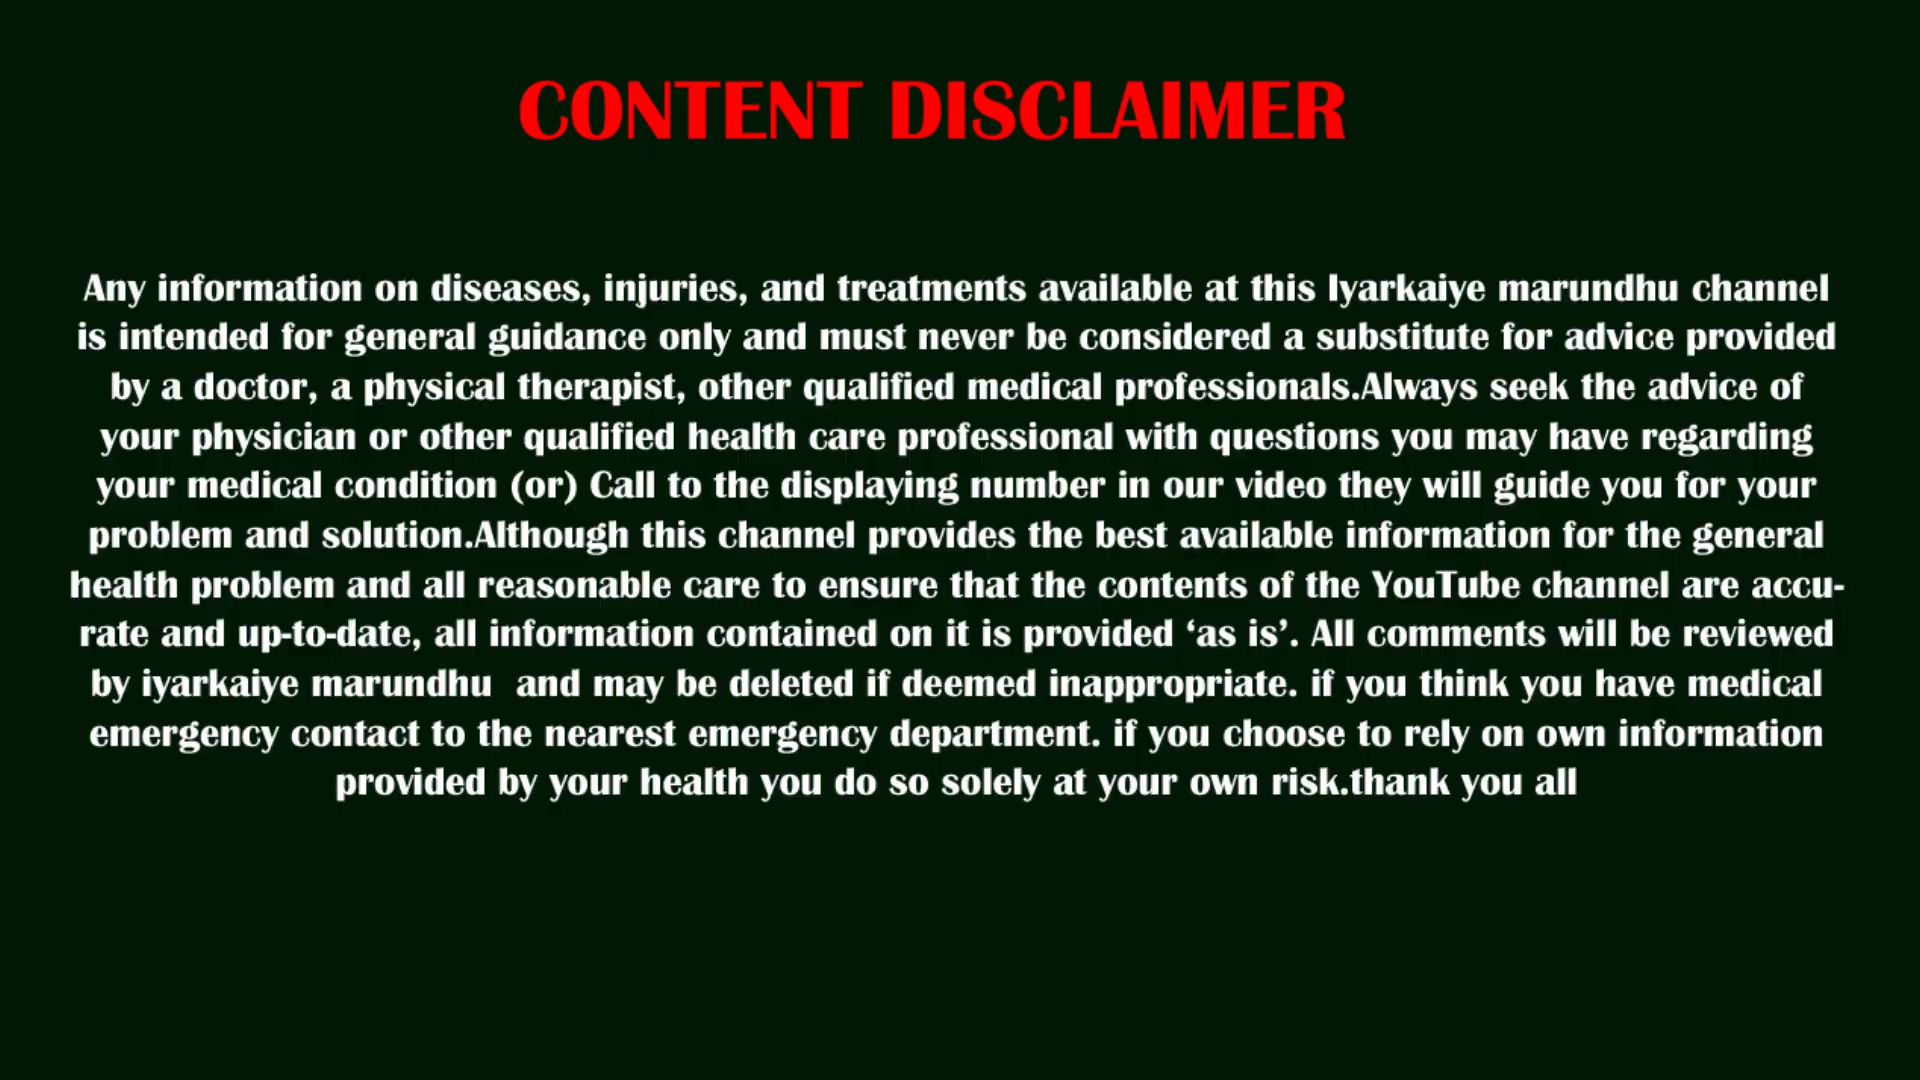 CONTENT DISCLAIMER
Any information on diseases, injuries, and treatments available at this Iyarkaiye marundhu channel
is intended for general guidance only and must never be considered a substitute for advice provided
by a doctor, a physical therapist, other qualified medical professionals.Always seek the advice of
your physician or other qualified health care professional with questions you may have regarding
your medical condition (or) Call to the displaying number in our video they will guide you for your
problem and solution.Although this channel provides the best available information for the general
health problem and all reasonable care to ensure that the contents of the YouTube channel are accu-
rate and up-to-date, all information contained on it is provided ‘as is’. All comments will be reviewed
by iyarkaiye marundhu  and may be deleted if deemed inappropriate. if you think you have medical
emergency contact to the nearest emergency department. if you choose to rely on own information
provided by your health you do so solely at your own risk.thank you all